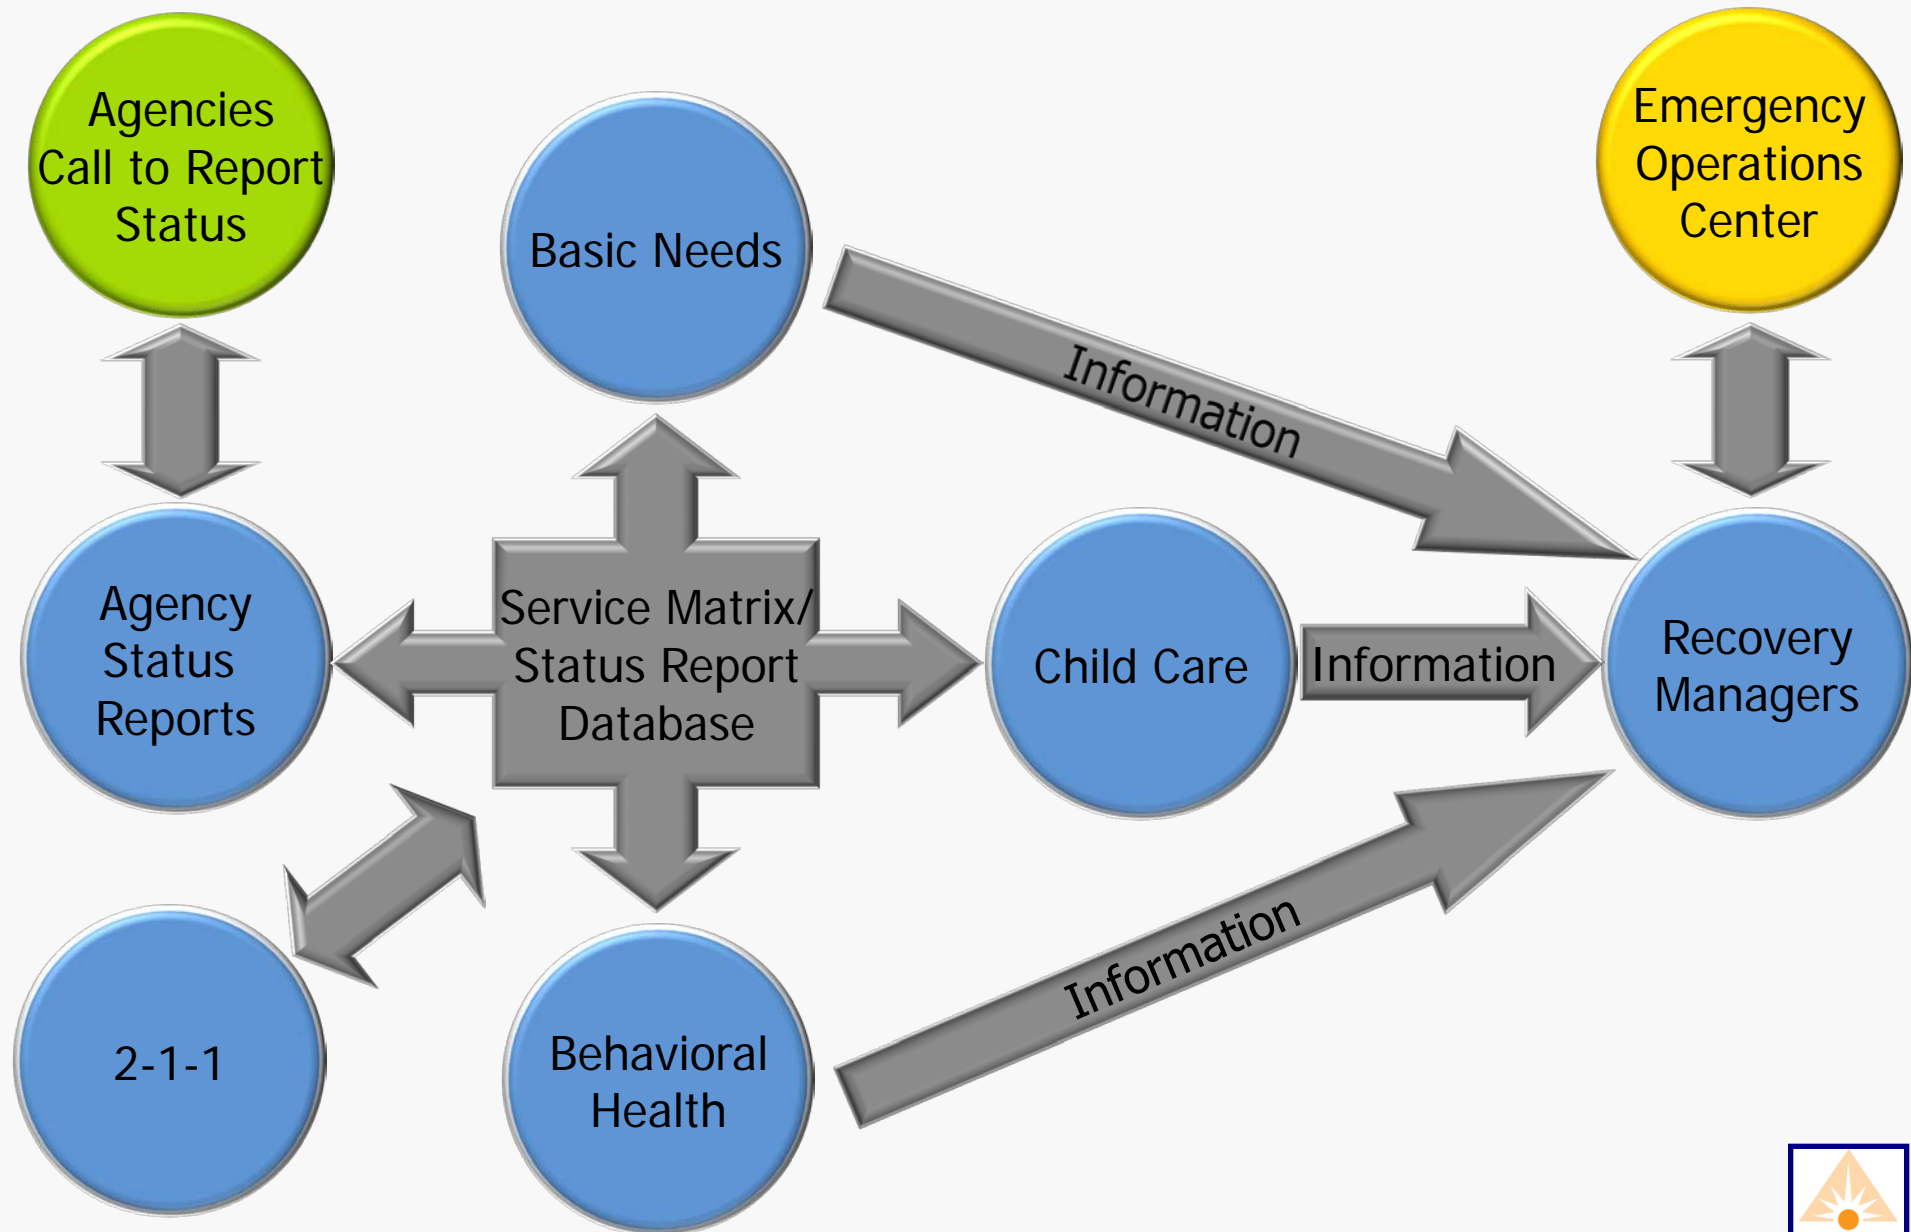 Agencies
Call to Report
Status
Basic Needs
Emergency
Operations
Center
Information
Agency
Status
Reports
Service Matrix/
Status Report
Database
Child Care
Information
Recovery
Managers
2-1-1
Behavioral
Health
Information